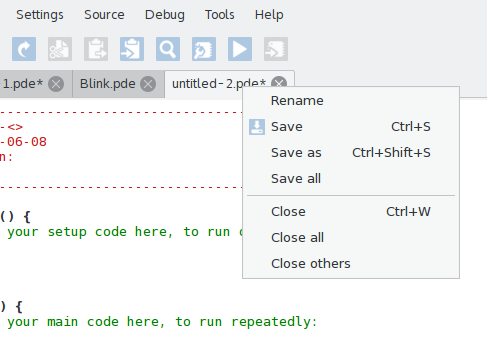 Settings Source Debug Tools Help
1.pde* Blink.pde untitled-2.pde*
Rename
-<>
Save Ctrl+S
-06-08
Save as Ctrl+Shift+S
n:
Save all
Close Ctrl+W
() {
your setup code here, to run
Close all
Close others
) {
your main code here, to run repeatedly: